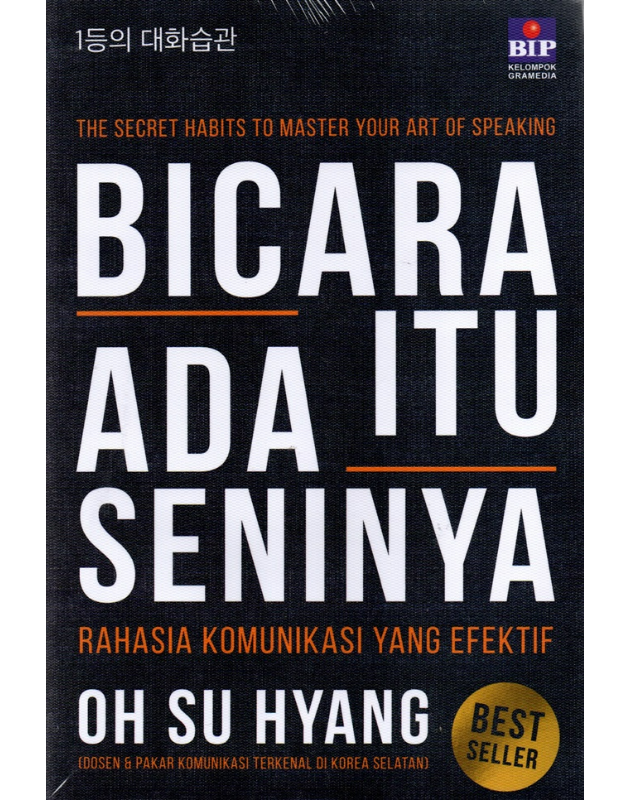 1등의 대화습관
BIP
KELOMPOK
GRAMEDIA
THE SECRET HABITS TO MASTER YOUR ART OF SPEAKING
BICARA
ITU
ADA
SENINYA
RAHASIA KOMUNIKASI YANG EFEKTIF
OH SU HYANG
(DOSEN & PAKAR KOMUNIKASI TERKENAL DI KOREA SELATAN)
BEST
SELLER